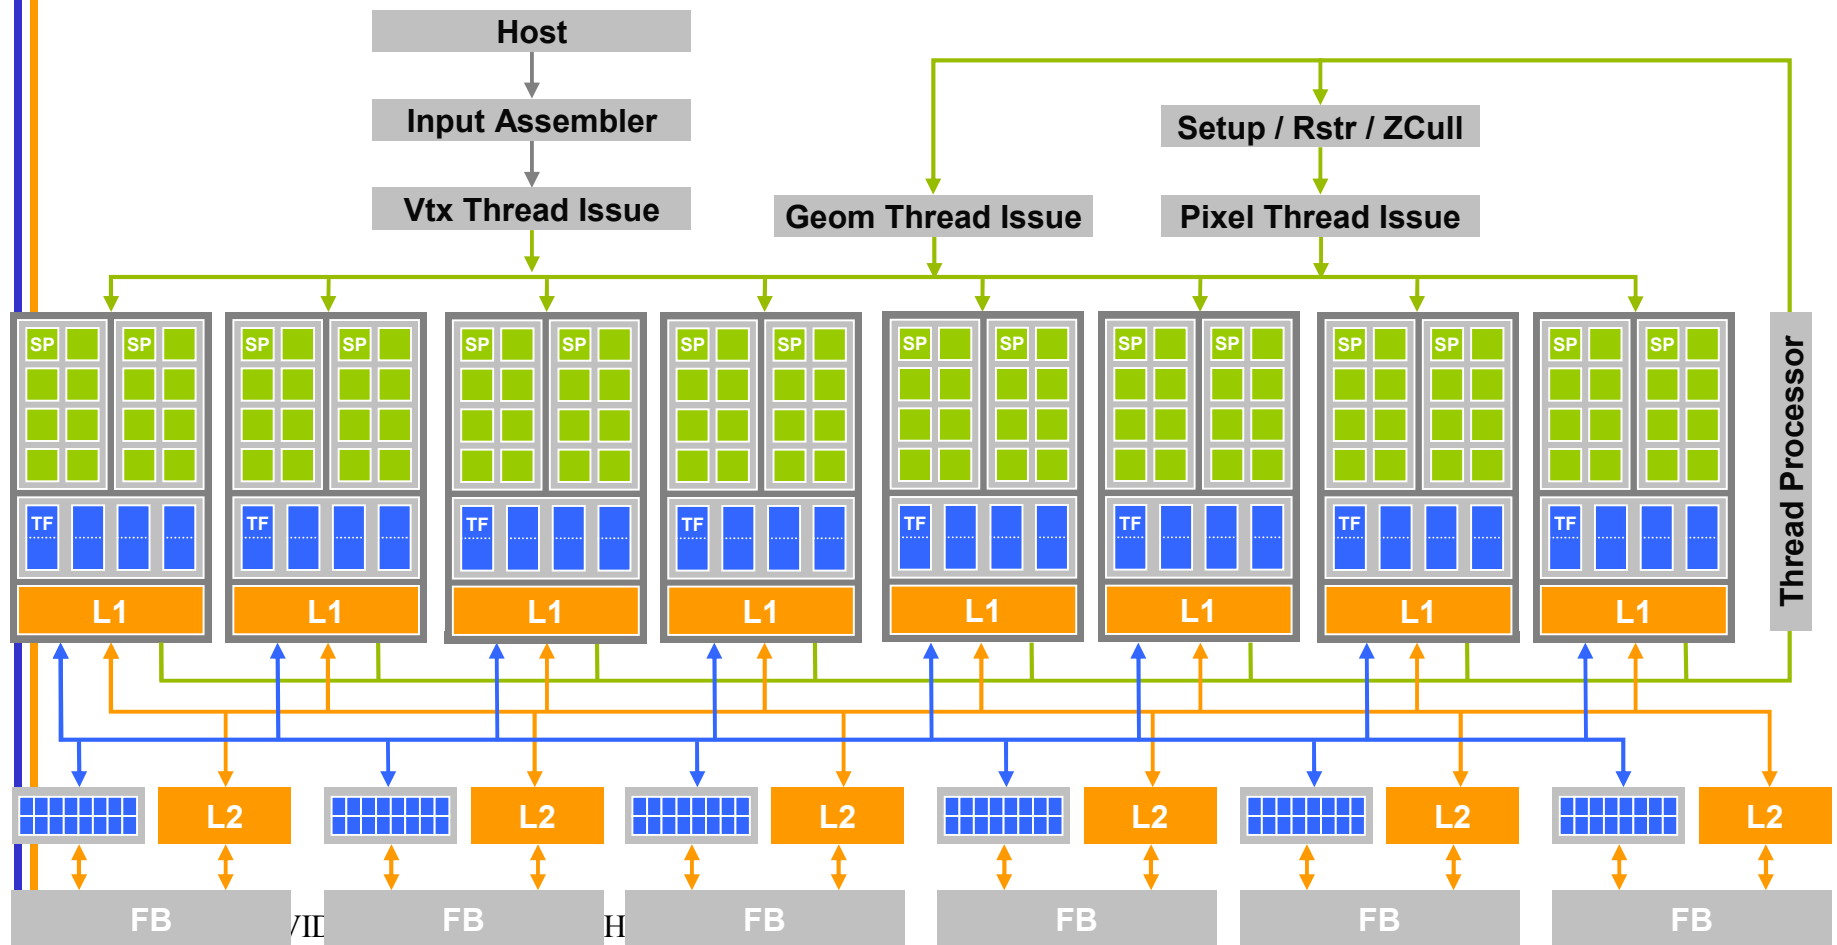 Host
Input Assembler
Setup / Rstr / ZCull
Vtx Thread Issue
Geom Thread Issue
Pixel Thread Issue
SP SP SP SP SP SP SP SP SP SP SP SP SP SP SP SP
Thread Processor
TF TF TF TF TF TF TF TF
L1 L1 L1 L1 L1 L1 L1 L1
L2 L2 L2 L2 L2 L2
FB FB FB FB FB FB